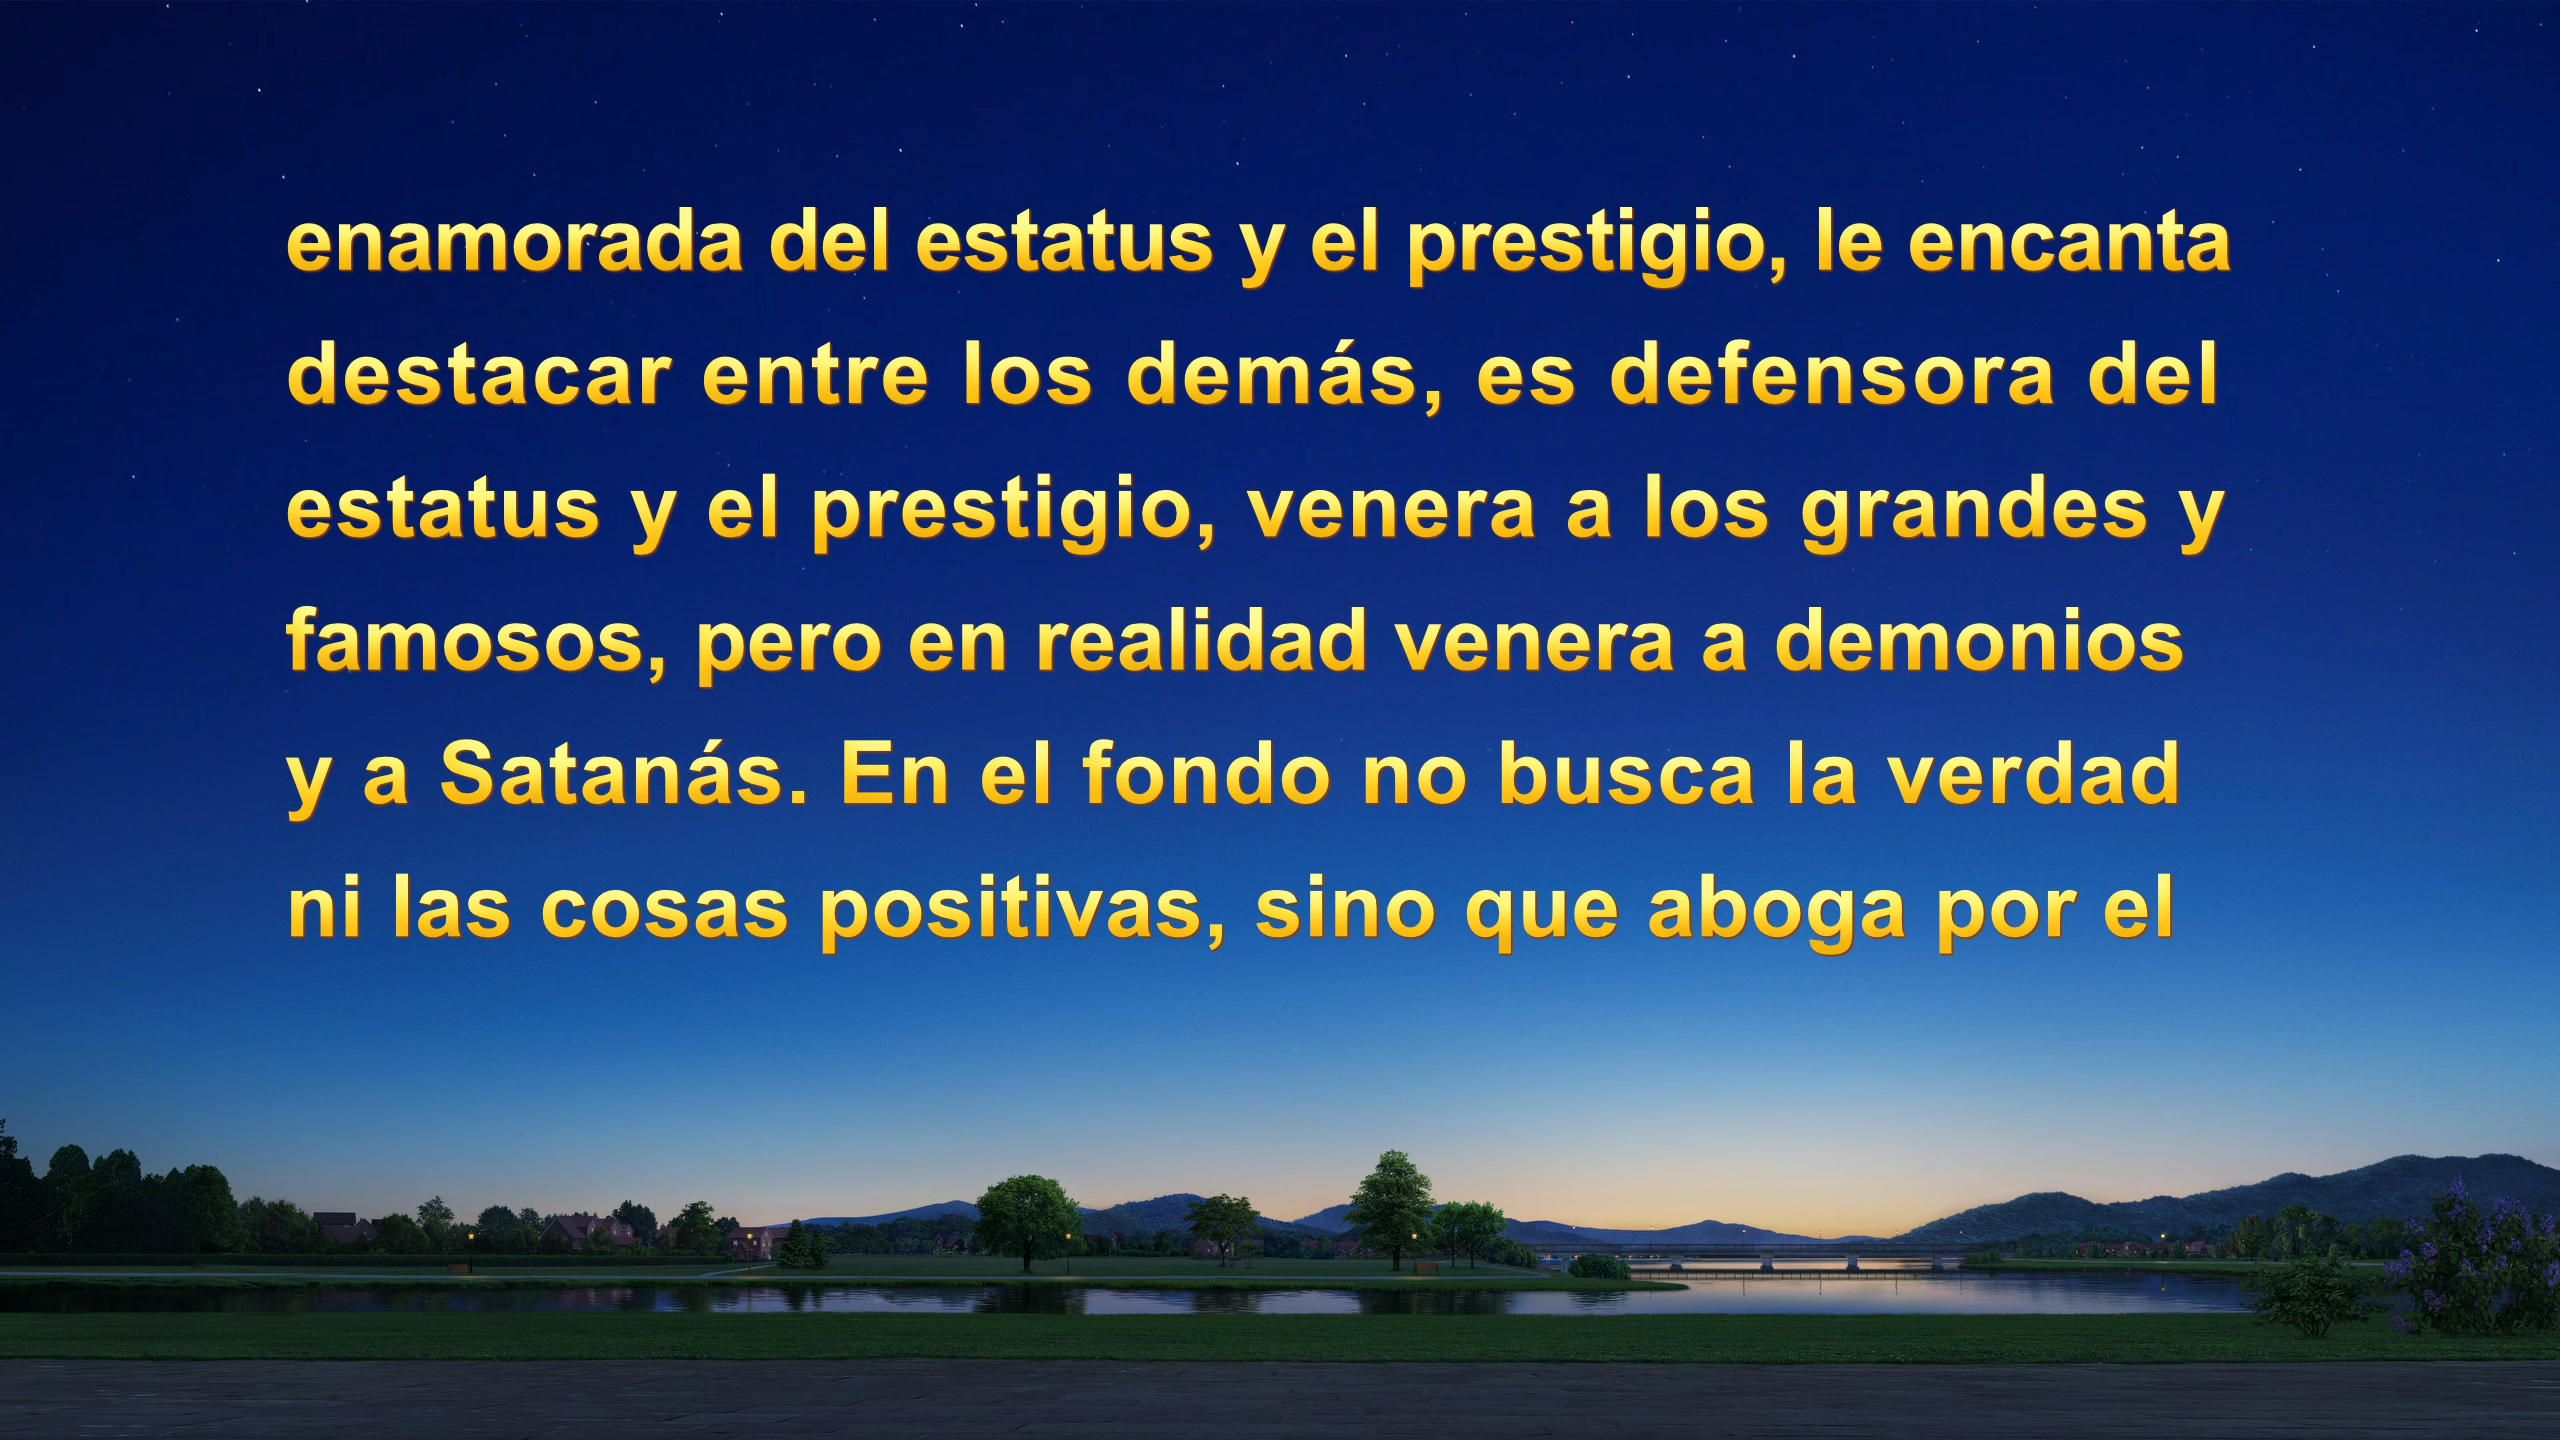 enamorada del estatus y el prestigio, le encanta
destacar entre los demás, es defensora del
estatus y el prestigio, venera a los grandes y
famosos, pero en realidad venera a demonios
y a Satanás. En el fondo no busca la verdad
ni las cosas positivas, sino que aboga por el